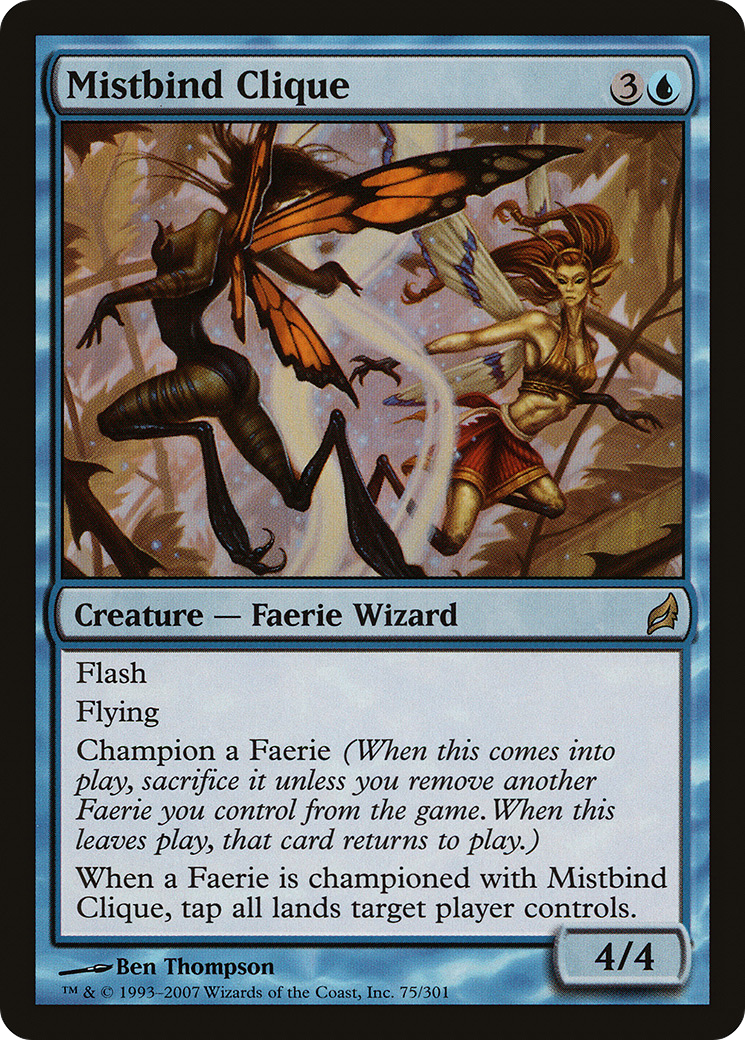 Mistbind Clique 3
Creature — Faerie Wizard
Flash
Flying
Champion a Faerie (When this comes into
play, sacrifice it unless you remove another
Faerie you control from the game. When this
leaves play, that card returns to play.)
When a Faerie is championed with Mistbind
Clique, tap all lands target player controls.
4/4
Ben Thompson
™ & © 1993–2007 Wizards of the Coast, Inc. 75/301